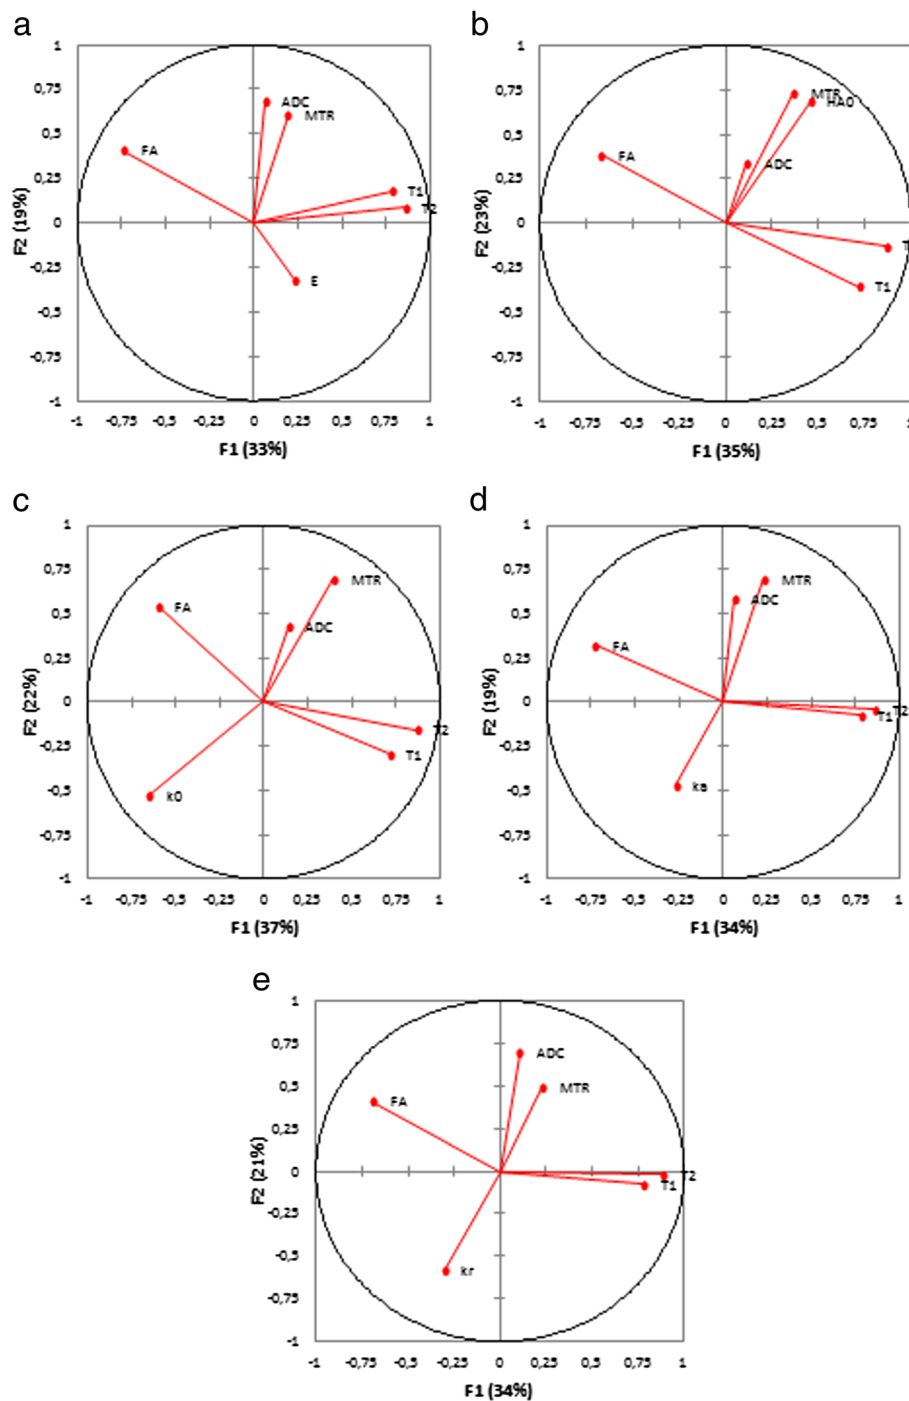 a
1
0,75
0,5
0,25
0
-0,25
-0,5
-0,75
-1
F2 (19%)
ADC
MTR
FA
T1
T2
E
-1 -0,75 -0,5 -0,25 0 0,25 0,5 0,75 1
F1 (33%)
b
1
0,75
0,5
0,25
0
-0,25
-0,5
-0,75
-1
F2 (23%)
MTR
HA0
FA
ADC
T
T1
-1 -0,75 -0,5 -0,25 0 0,25 0,5 0,75 1
F1 (35%)
c
1
0,75
0,5
0,25
0
-0,25
-0,5
-0,75
-1
F2 (22%)
MTR
FA
ADC
T2
T1
k0
-1 -0,75 -0,5 -0,25 0 0,25 0,5 0,75 1
F1 (37%)
d
1
0,75
0,5
0,25
0
-0,25
-0,5
-0,75
-1
F2 (19%)
MTR
ADC
FA
T2
T1
ka
-1 -0,75 -0,5 -0,25 0 0,25 0,5 0,75 1
F1 (34%)
e
1
0,75
0,5
0,25
0
-0,25
-0,5
-0,75
-1
F2 (21%)
ADC
MTR
FA
T2
T1
kr
-1 -0,75 -0,5 -0,25 0 0,25 0,5 0,75 1
F1 (34%)